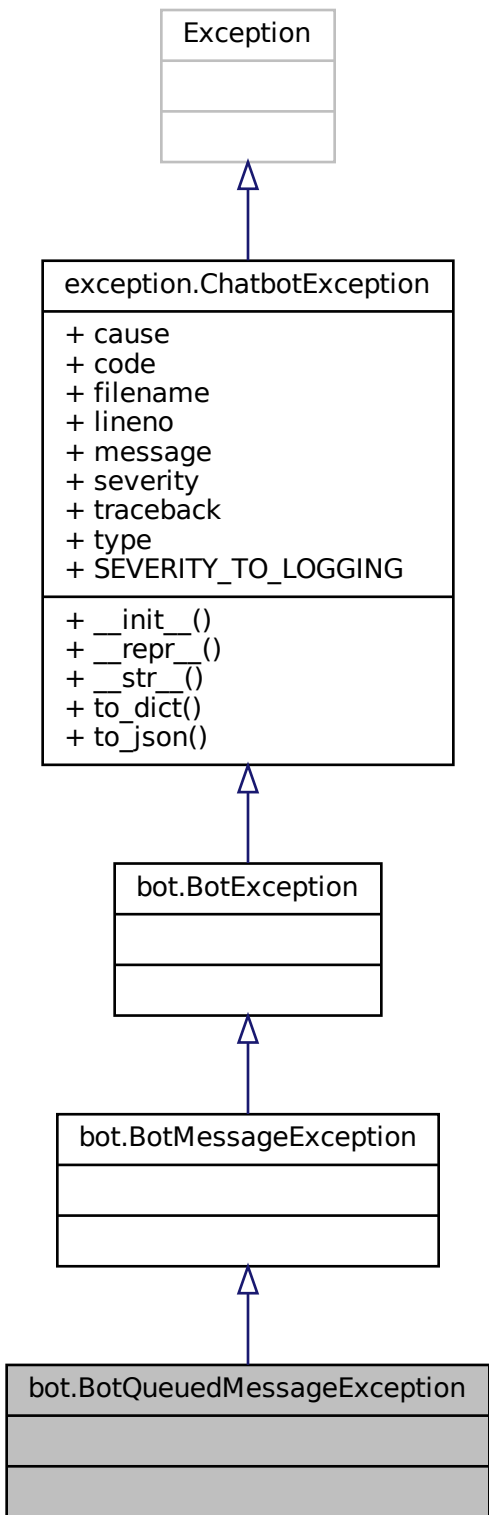 Exception
exception.ChatbotException
+ cause
+ code
+ filename
+ lineno
+ message
+ severity
+ traceback
+ type
+ SEVERITY_TO_LOGGING
+ __init__()
+ __repr__()
+ __str__()
+ to_dict()
+ to_json()
bot.BotException
bot.BotMessageException
bot.BotQueuedMessageException